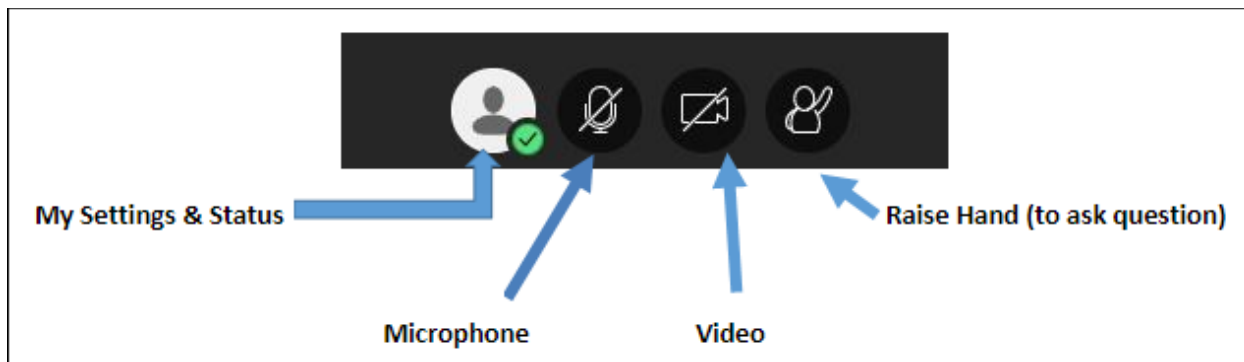 My Settings & Status
Raise Hand (to ask question)
Microphone
Video